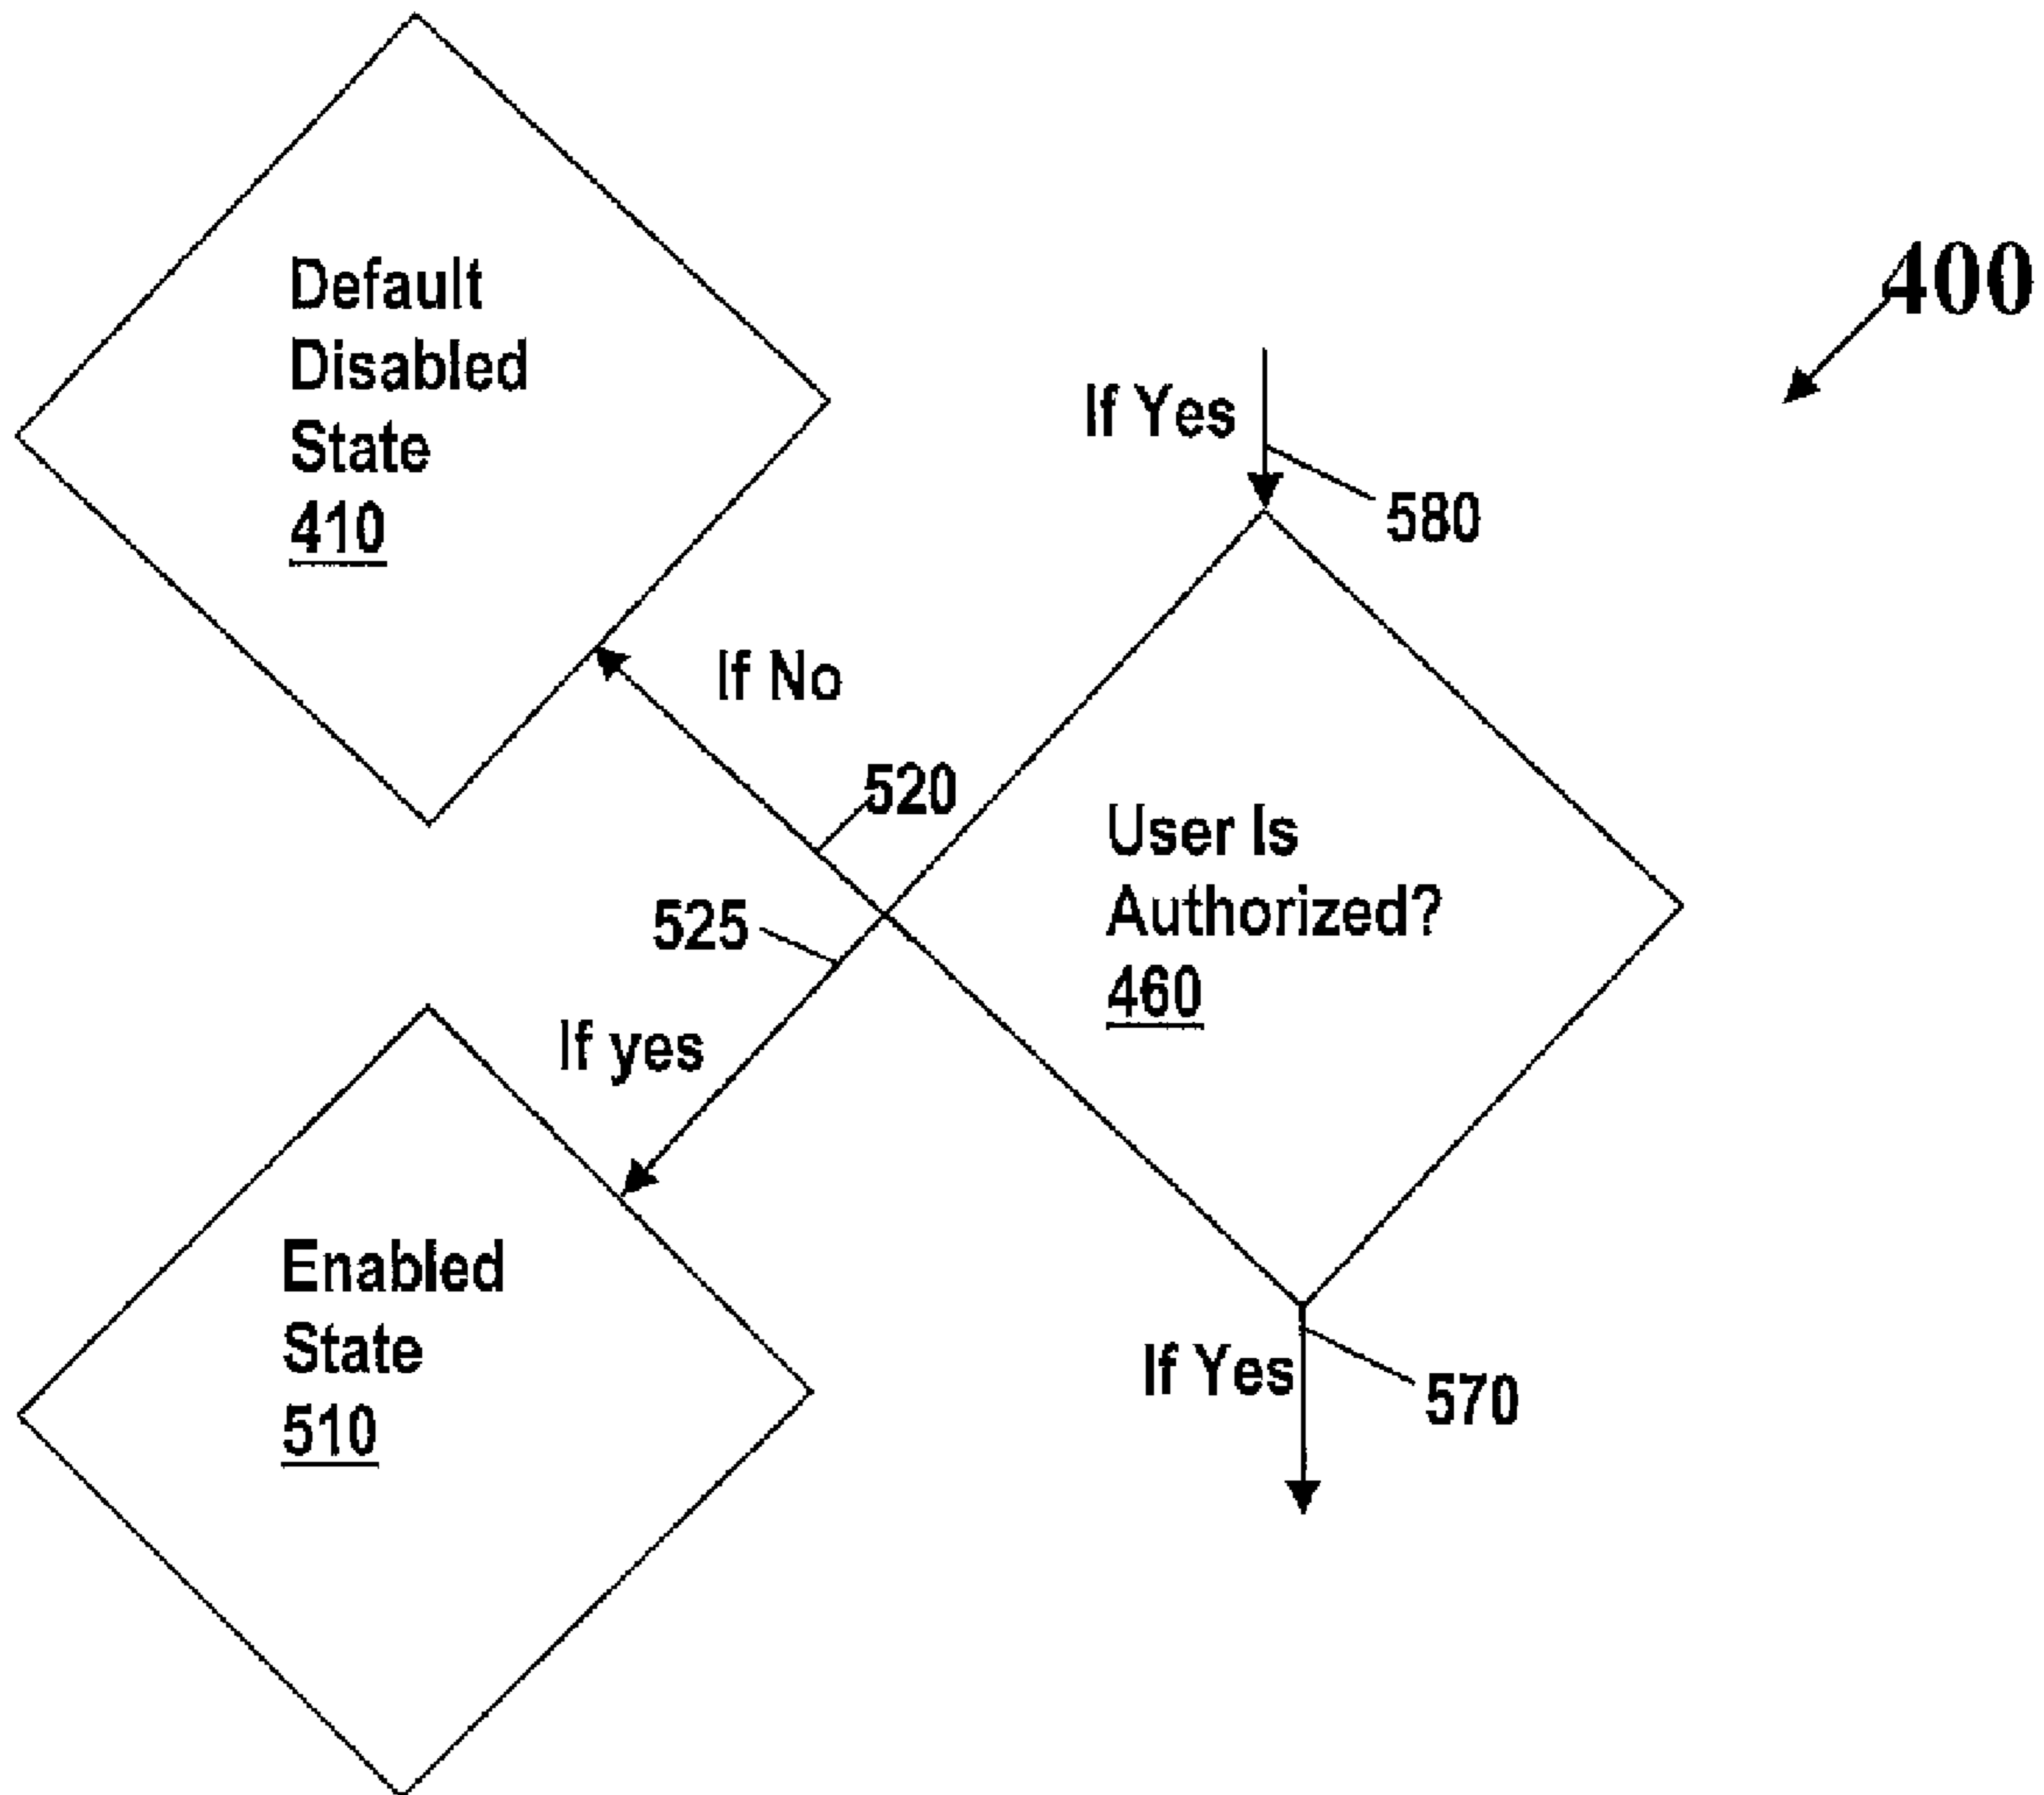 Default
Disabled
State
410
400
If Yes
580
If No
520
User Is
Authorized?
460
525
If yes
Enabled
State
510
If Yes
570